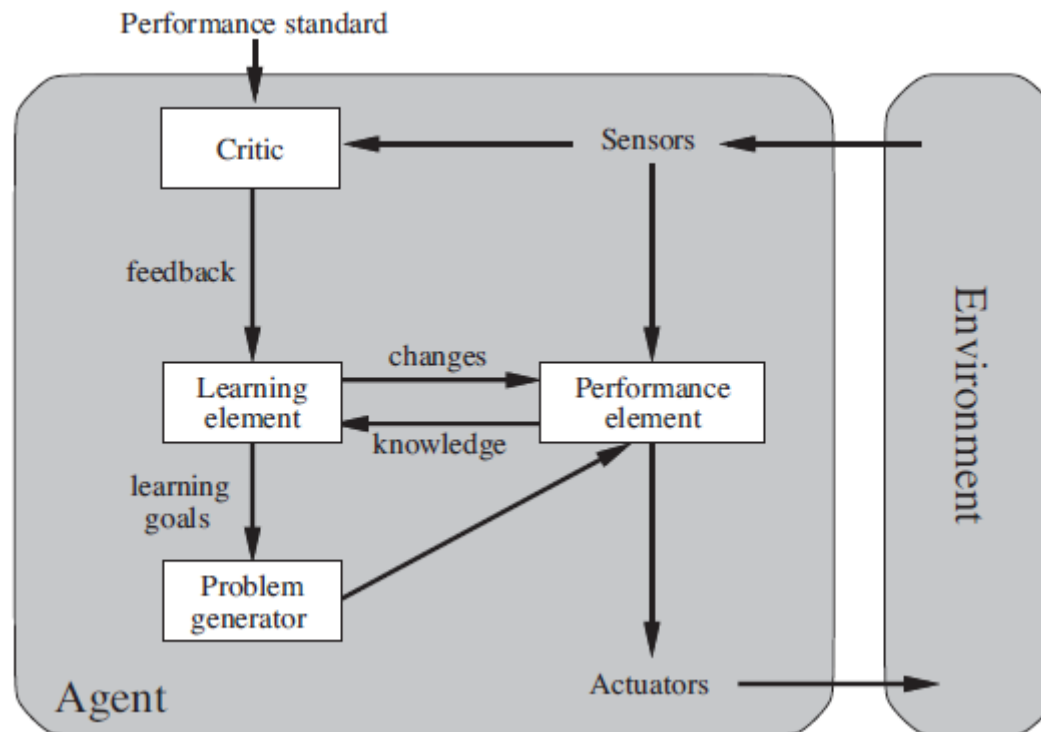 Performance standard
Critic
Sensors
feedback
changes
Learning
element
Performance
element
knowledge
learning
goals
Problem
generator
Agent
Actuators
Environment